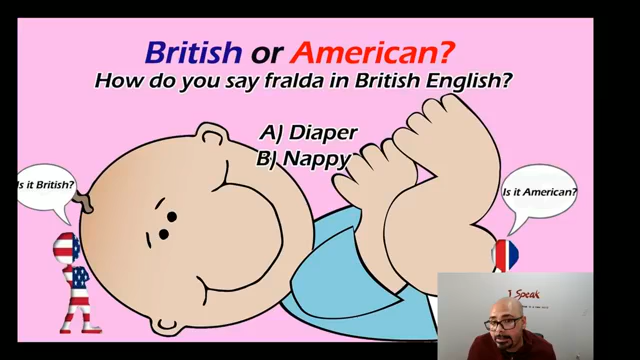 British or American?
How do you say fralda in British English?
A) Diaper
B) Nappy
Is it British?
Is it American?
I Speak